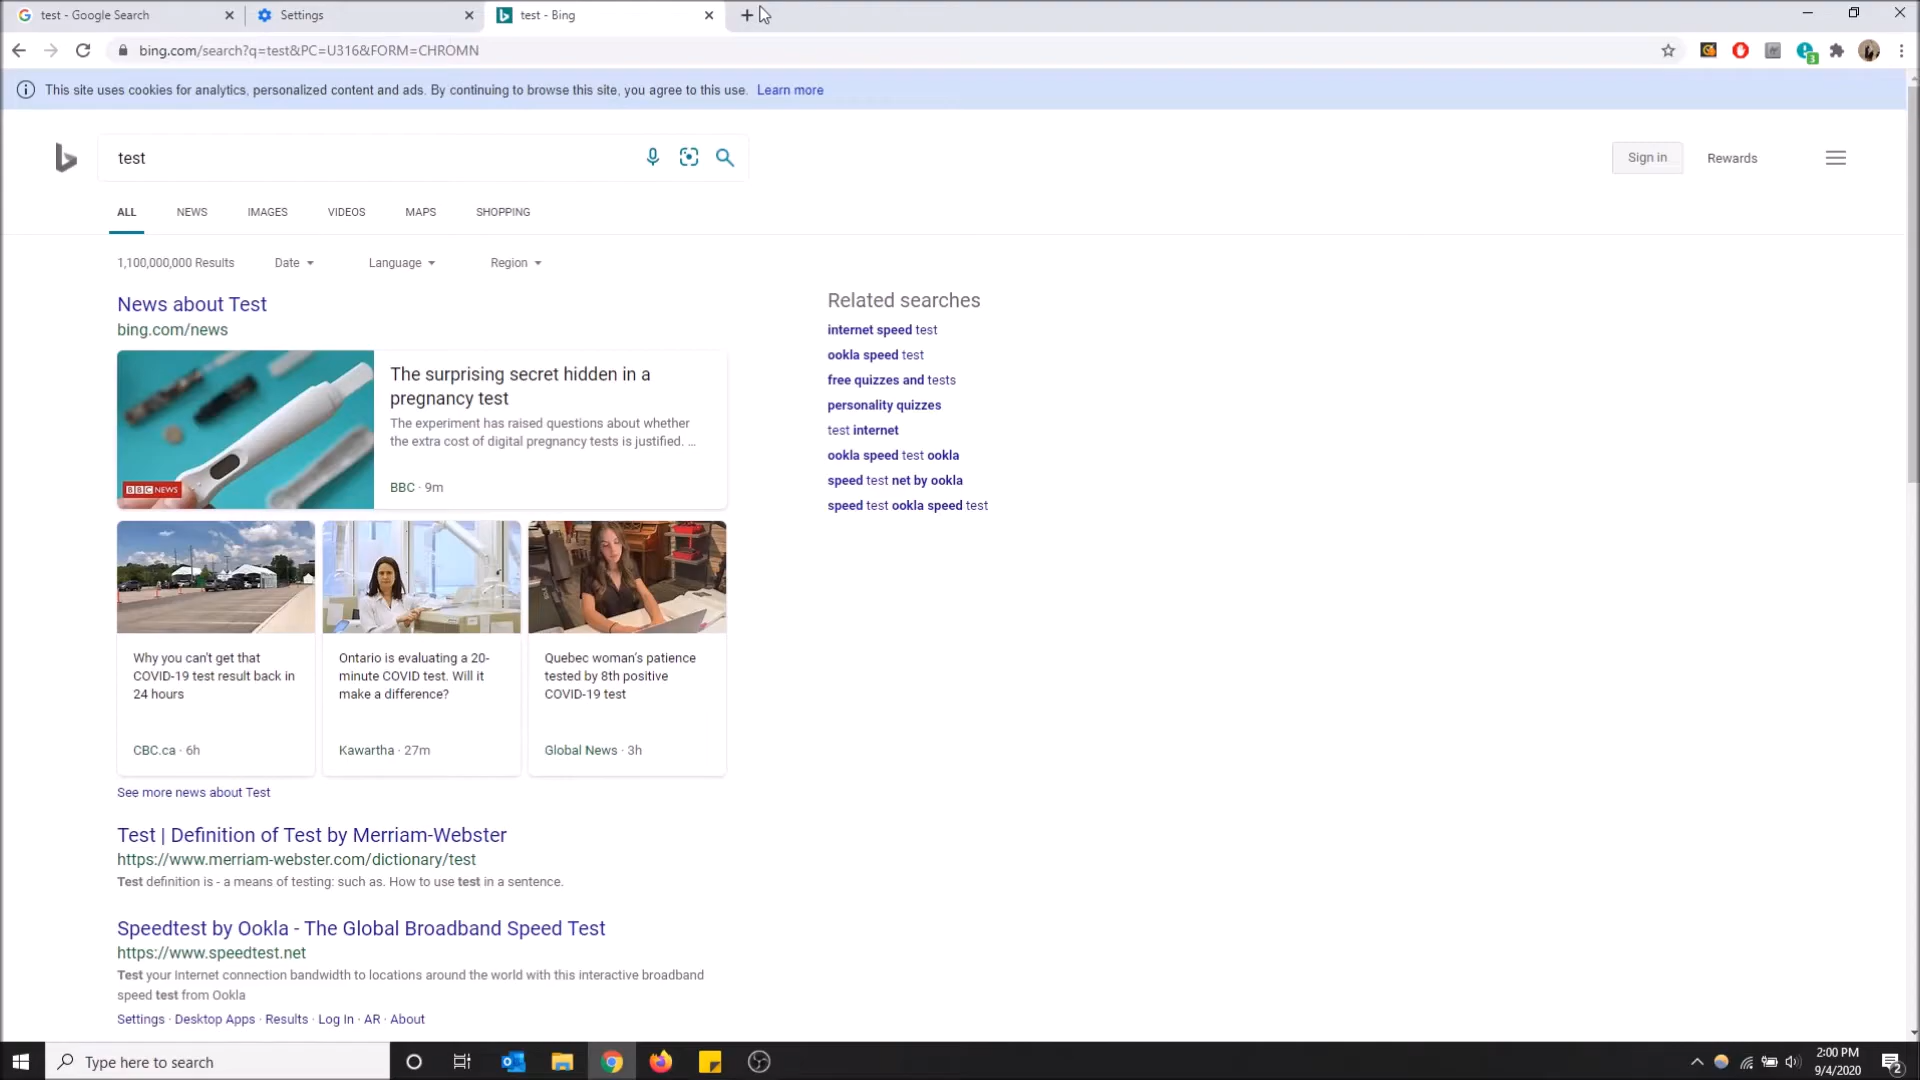 test - Google Search
Settings
test - Bing
bing.com/search?q=test&PC=U316&FORM=CHROMN
3
This site uses cookies for analytics, personalized content and ads. By continuing to browse this site, you agree to this use. Learn more
test
Sign in
Rewards
ALL NEWS IMAGES VIDEOS MAPS SHOPPING
1,100,000,000 Results Date Language Region
News about Test
bing.com/news
BBC NEWS
The surprising secret hidden in a
pregnancy test
The experiment has raised questions about whether
the extra cost of digital pregnancy tests is justified. ...
BBC · 9m
Why you can't get that
COVID-19 test result back in
24 hours
CBC.ca · 6h
Ontario is evaluating a 20-
minute COVID test. Will it
make a difference?
Kawartha · 27m
Quebec woman's patience
tested by 8th positive
COVID-19 test
Global News · 3h
See more news about Test
Test | Definition of Test by Merriam-Webster
https://www.merriam-webster.com/dictionary/test
Test definition is - a means of testing: such as. How to use test in a sentence.
Speedtest by Ookla - The Global Broadband Speed Test
https://www.speedtest.net
Test your Internet connection bandwidth to locations around the world with this interactive broadband
speed test from Ookla
Settings · Desktop Apps · Results · Log In · AR · About
Related searches
internet speed test
ookla speed test
free quizzes and tests
personality quizzes
test internet
ookla speed test ookla
speed test net by ookla
speed test ookla speed test
Type here to search
2:00 PM
9/4/2020
2